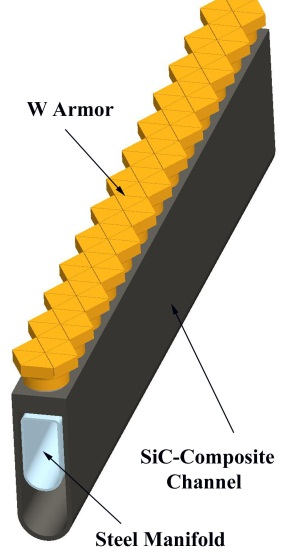 W Armor
SiC-Composite
Channel
Steel Manifold